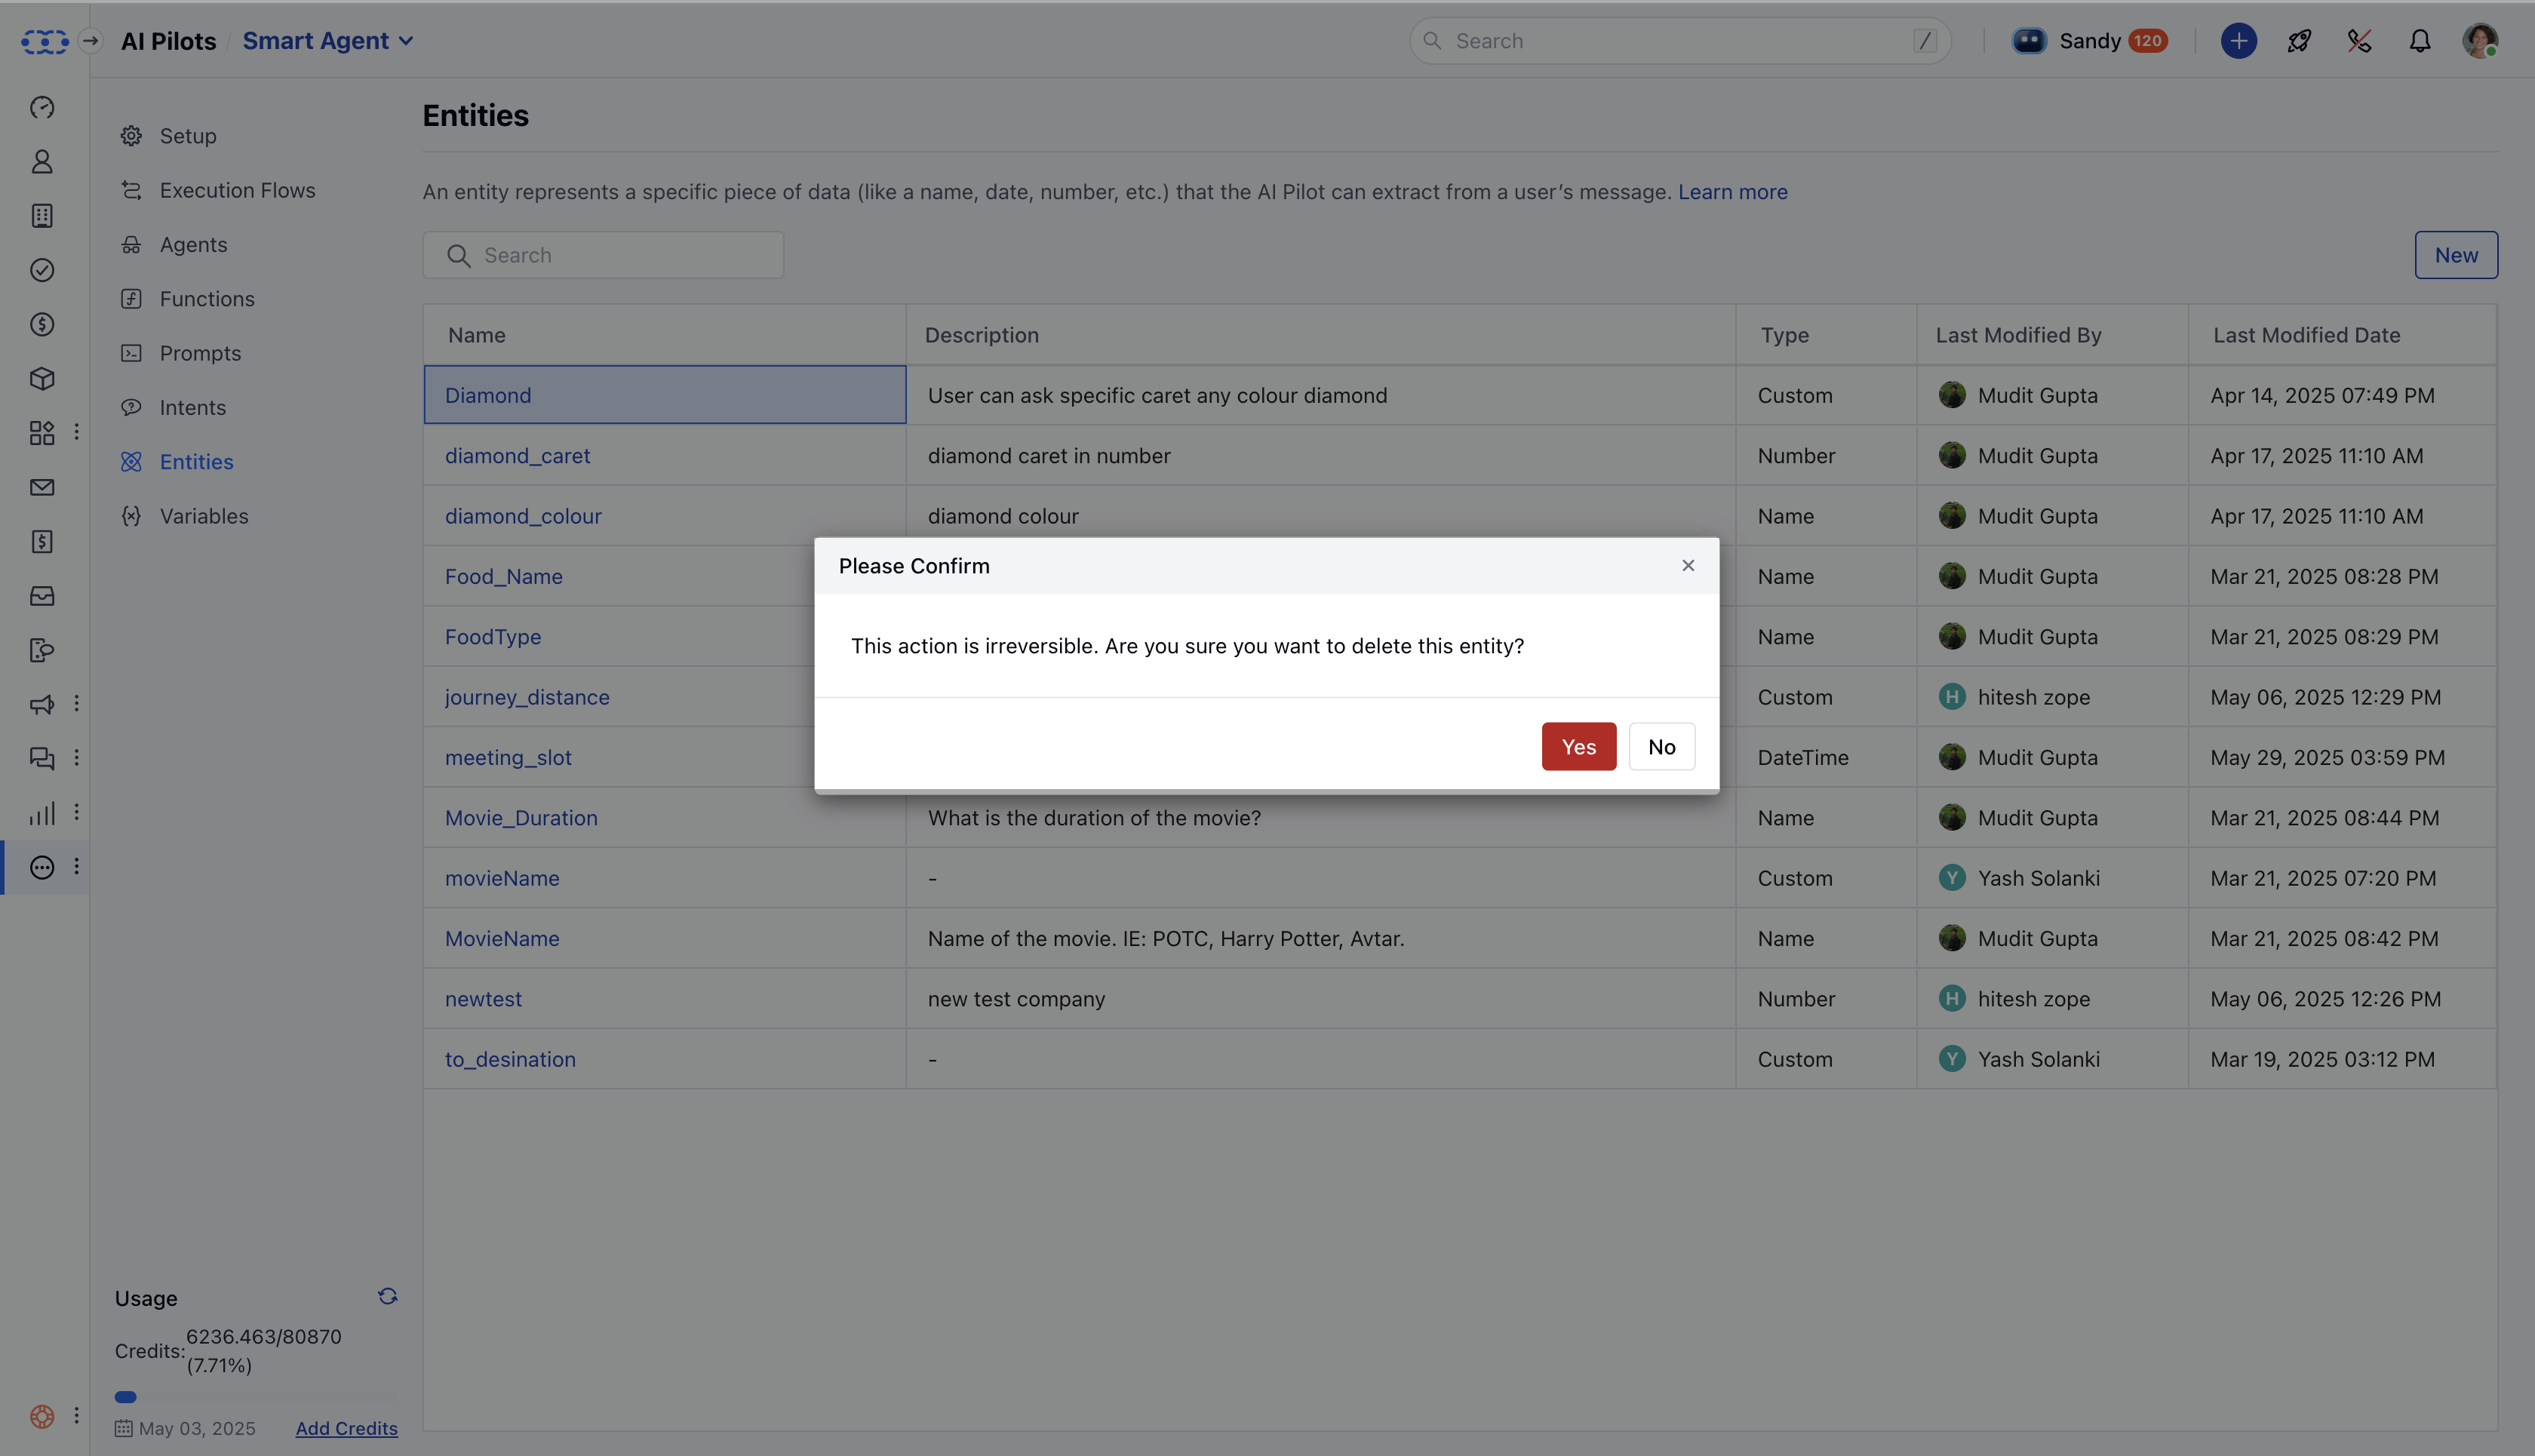 AI Pilots / Smart Agent
Search /
Sandy 120
Setup
Execution Flows
Agents
Functions
Prompts
Intents
Entities
Variables
Entities
An entity represents a specific piece of data (like a name, date, number, etc.) that the AI Pilot can extract from a user’s message. Learn more
Search
New
Name Description Type Last Modified By Last Modified Date
Diamond User can ask specific caret any colour diamond Custom Mudit Gupta Apr 14, 2025 07:49 PM
diamond_caret diamond caret in number Number Mudit Gupta Apr 17, 2025 11:10 AM
diamond_colour diamond colour Name Mudit Gupta Apr 17, 2025 11:10 AM
Food_Name Name Mudit Gupta Mar 21, 2025 08:28 PM
FoodType Name Mudit Gupta Mar 21, 2025 08:29 PM
journey_distance Custom H hitesh zope May 06, 2025 12:29 PM
meeting_slot DateTime Mudit Gupta May 29, 2025 03:59 PM
Movie_Duration What is the duration of the movie? Name Mudit Gupta Mar 21, 2025 08:44 PM
movieName - Custom Y Yash Solanki Mar 21, 2025 07:20 PM
MovieName Name of the movie. IE: POTC, Harry Potter, Avtar. Name Mudit Gupta Mar 21, 2025 08:42 PM
newtest new test company Number H hitesh zope May 06, 2025 12:26 PM
to_desination - Custom Y Yash Solanki Mar 19, 2025 03:12 PM
Please Confirm
This action is irreversible. Are you sure you want to delete this entity?
Yes No
Usage
Credits: 6236.463/80870
(7.71%)
May 03, 2025 Add Credits